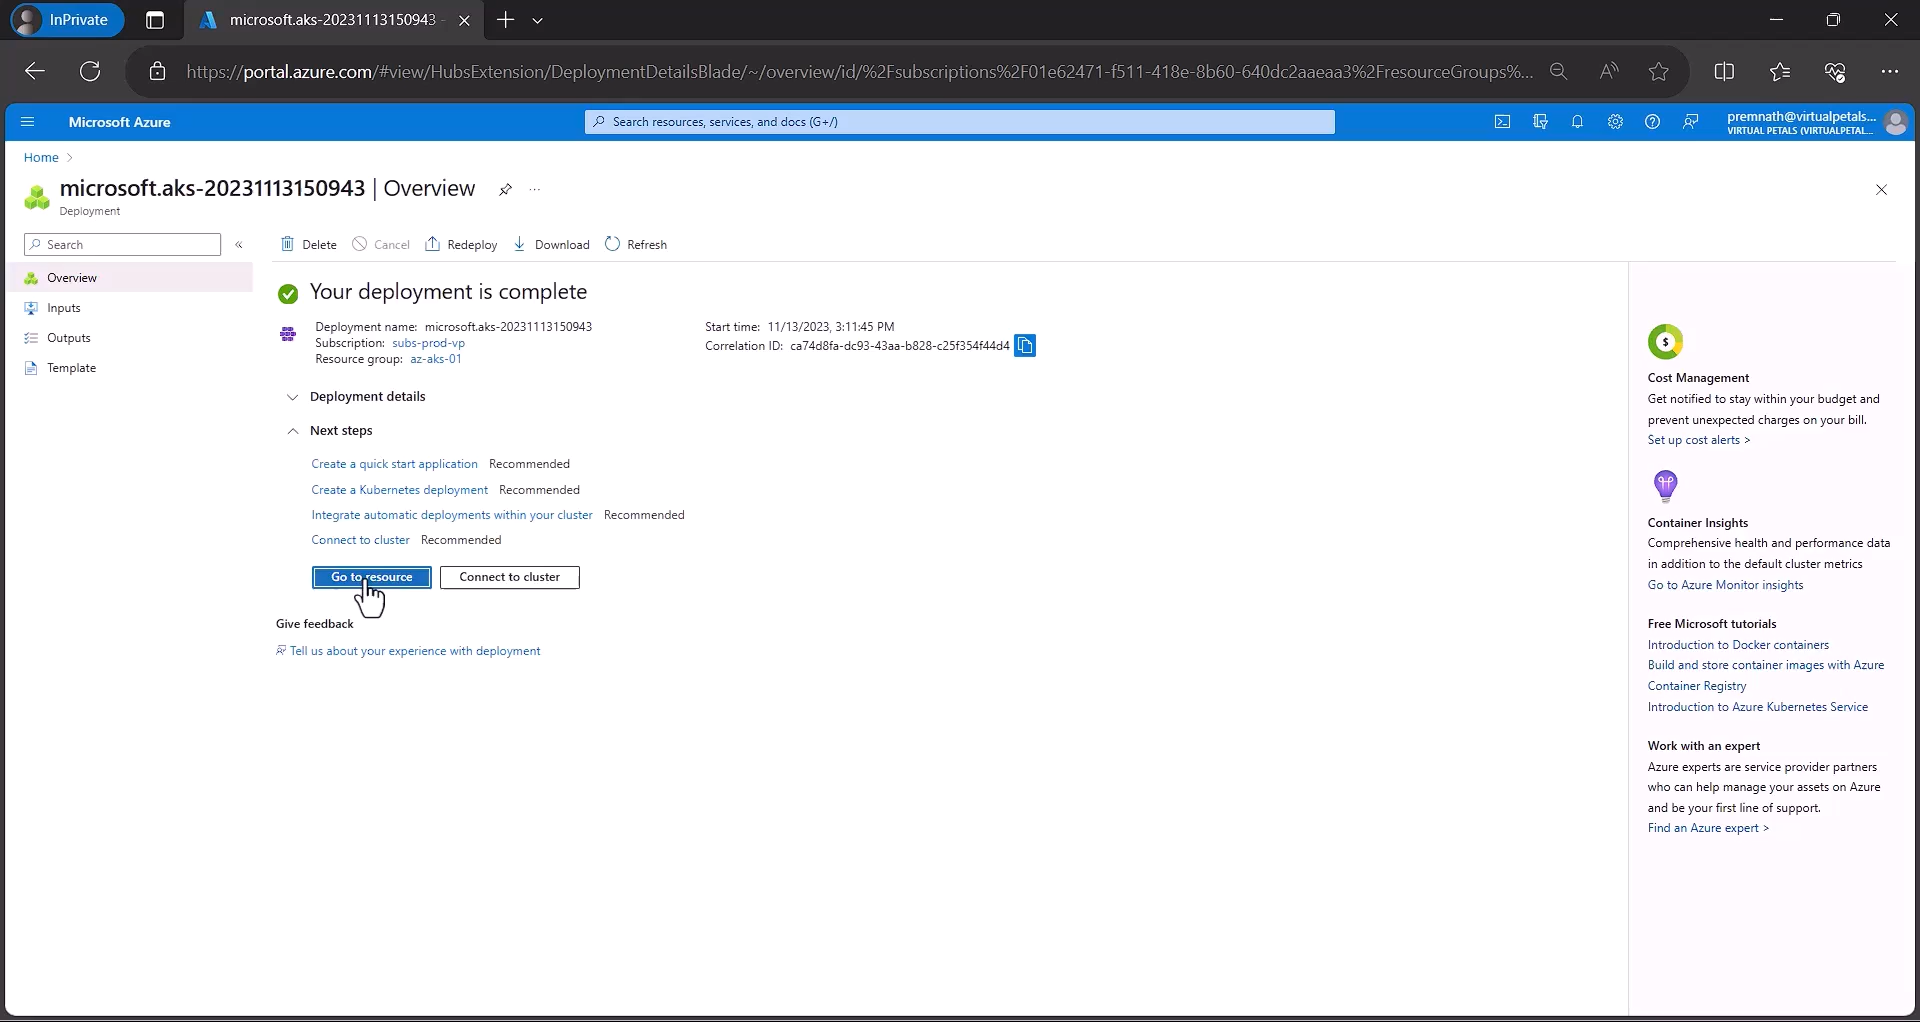 InPrivate
microsoft.aks-20231113150943 -
https://portal.azure.com/#view/HubsExtension/DeploymentDetailsBlade/~/overview/id/%2Fsubscriptions%2F01e62471-f511-418e-8b60-640dc2aaeaa3%2FresourceGroups%...
Microsoft Azure
Search resources, services, and docs (G+/)
premnath@virtualpetals...
VIRTUAL PETALS (VIRTUALPETAL...
Home >
microsoft.aks-20231113150943 | Overview
Deployment
Search
Overview
Inputs
Outputs
Template
Delete Cancel Redeploy Download Refresh
Your deployment is complete
Deployment name: microsoft.aks-20231113150943
Subscription: subs-prod-vp
Resource group: az-aks-01
Start time: 11/13/2023, 3:11:45 PM
Correlation ID: ca74d8fa-dc93-43aa-b828-c25f354f44d4
Deployment details
Next steps
Create a quick start application Recommended
Create a Kubernetes deployment Recommended
Integrate automatic deployments within your cluster Recommended
Connect to cluster Recommended
Go to resource Connect to cluster
Give feedback
Tell us about your experience with deployment
Cost Management
Get notified to stay within your budget and
prevent unexpected charges on your bill.
Set up cost alerts >
Container Insights
Comprehensive health and performance data
in addition to the default cluster metrics
Go to Azure Monitor insights
Free Microsoft tutorials
Introduction to Docker containers
Build and store container images with Azure
Container Registry
Introduction to Azure Kubernetes Service
Work with an expert
Azure experts are service provider partners
who can help manage your assets on Azure
and be your first line of support.
Find an Azure expert >